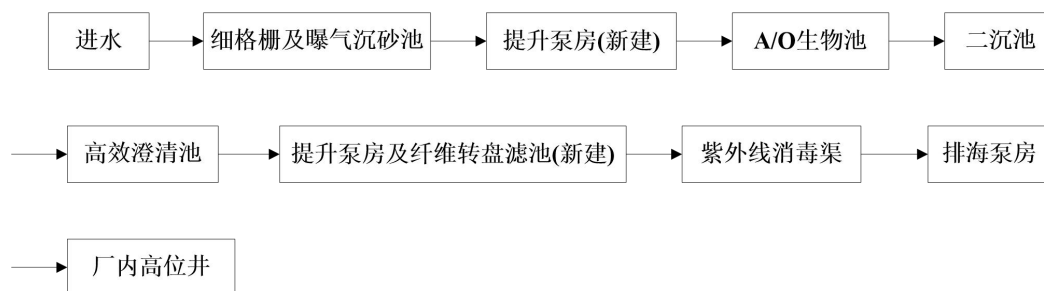 进水
细格栅及曝气沉砂池
提升泵房(新建)
A/O生物池
二沉池
高效澄清池
提升泵房及纤维转盘滤池(新建)
紫外线消毒渠
排海泵房
厂内高位井